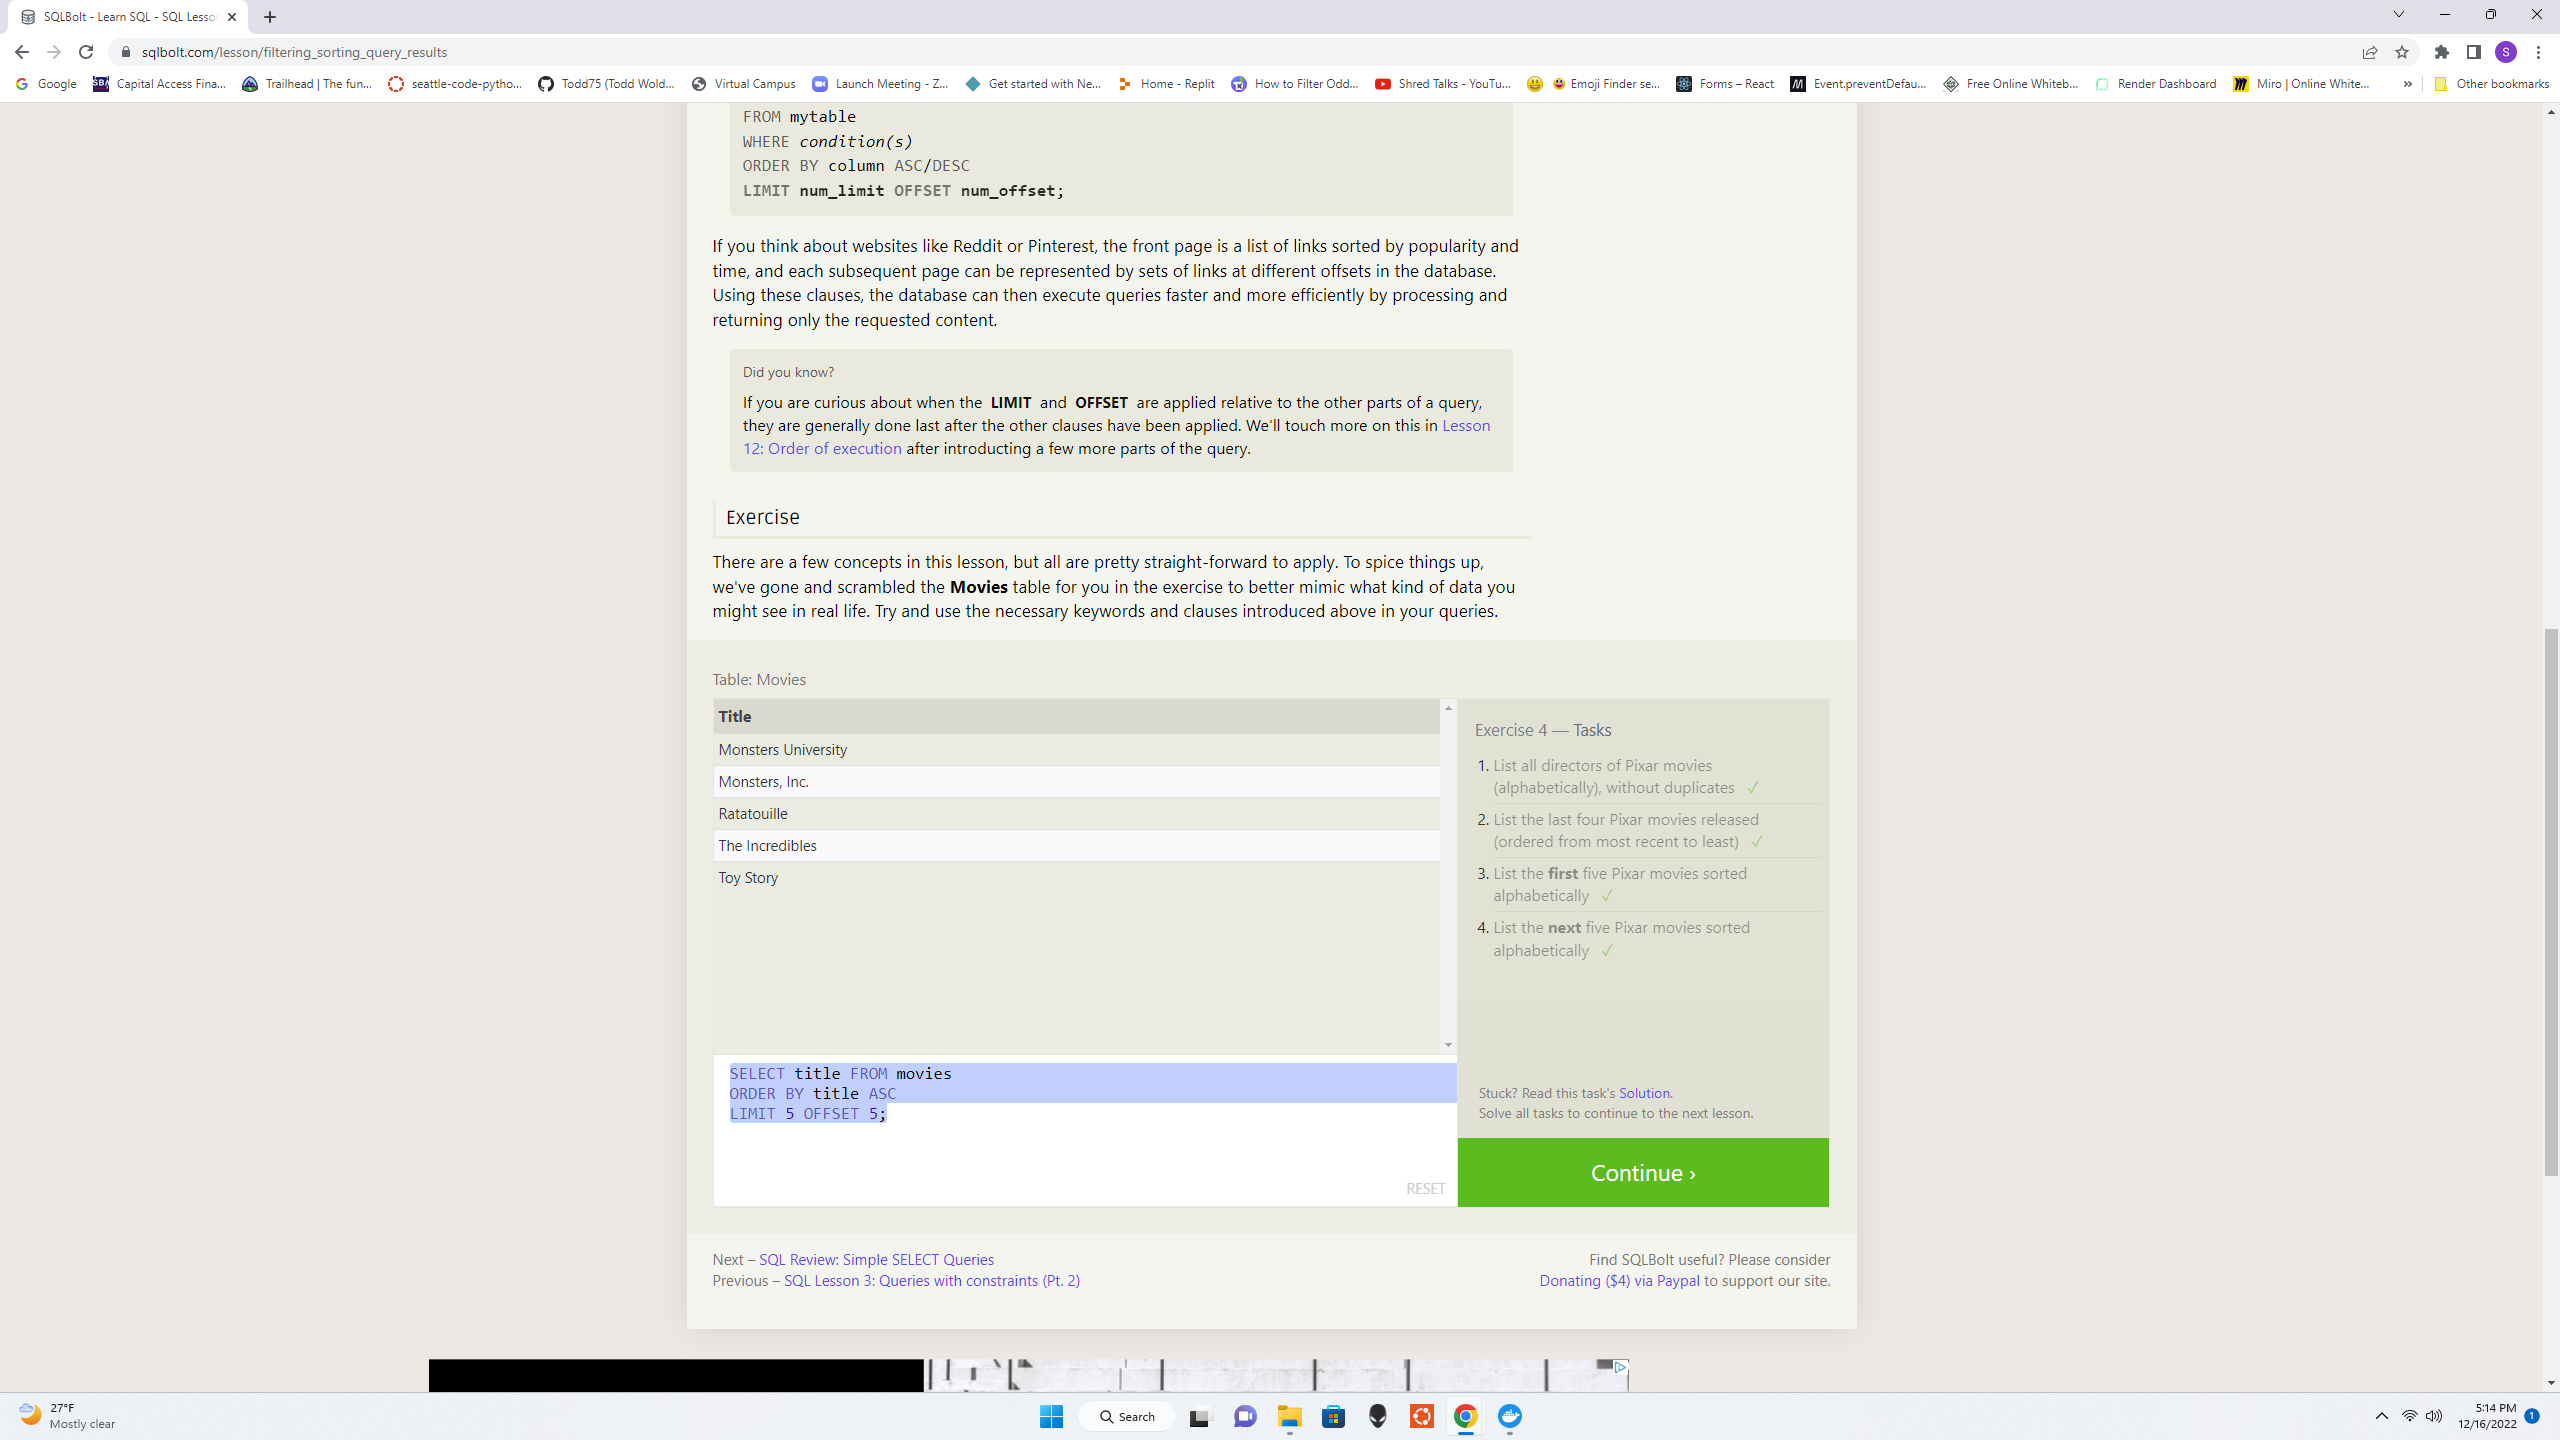 SQLBolt - Learn SQL - SQL Lesso
sqlbolt.com/lesson/filtering_sorting_query_results
S
Google
SBA
Capital Access Fina...
Trailhead | The fun...
seattle-code-pytho...
Todd75 (Todd Wold...
Virtual Campus
Launch Meeting - Z...
Get started with Ne...
Home - Replit
How to Filter Odd...
Shred Talks - YouTu...
Emoji Finder se...
Forms – React
Event.preventDefau...
Free Online Whiteb...
Render Dashboard
Miro | Online White...
»
Other bookmarks
FROM mytable
WHERE condition(s)
ORDER BY column ASC/DESC
LIMIT num_limit OFFSET num_offset;
If you think about websites like Reddit or Pinterest, the front page is a list of links sorted by popularity and
time, and each subsequent page can be represented by sets of links at different offsets in the database.
Using these clauses, the database can then execute queries faster and more efficiently by processing and
returning only the requested content.
Did you know?
If you are curious about when the LIMIT and OFFSET are applied relative to the other parts of a query,
they are generally done last after the other clauses have been applied. We'll touch more on this in Lesson
12: Order of execution after introducting a few more parts of the query.
Exercise
There are a few concepts in this lesson, but all are pretty straight-forward to apply. To spice things up,
we've gone and scrambled the Movies table for you in the exercise to better mimic what kind of data you
might see in real life. Try and use the necessary keywords and clauses introduced above in your queries.
Table: Movies
Title
Monsters University
Monsters, Inc.
Ratatouille
The Incredibles
Toy Story
SELECT title FROM movies
ORDER BY title ASC
LIMIT 5 OFFSET 5;
RESET
Exercise 4 — Tasks
1. List all directors of Pixar movies
(alphabetically), without duplicates ✓
2. List the last four Pixar movies released
(ordered from most recent to least) ✓
3. List the first five Pixar movies sorted
alphabetically ✓
4. List the next five Pixar movies sorted
alphabetically ✓
Stuck? Read this task's Solution.
Solve all tasks to continue to the next lesson.
Continue ›
Next – SQL Review: Simple SELECT Queries
Previous – SQL Lesson 3: Queries with constraints (Pt. 2)
Find SQLBolt useful? Please consider
Donating ($4) via Paypal to support our site.
27°F
Mostly clear
Search
5:14 PM
12/16/2022
1